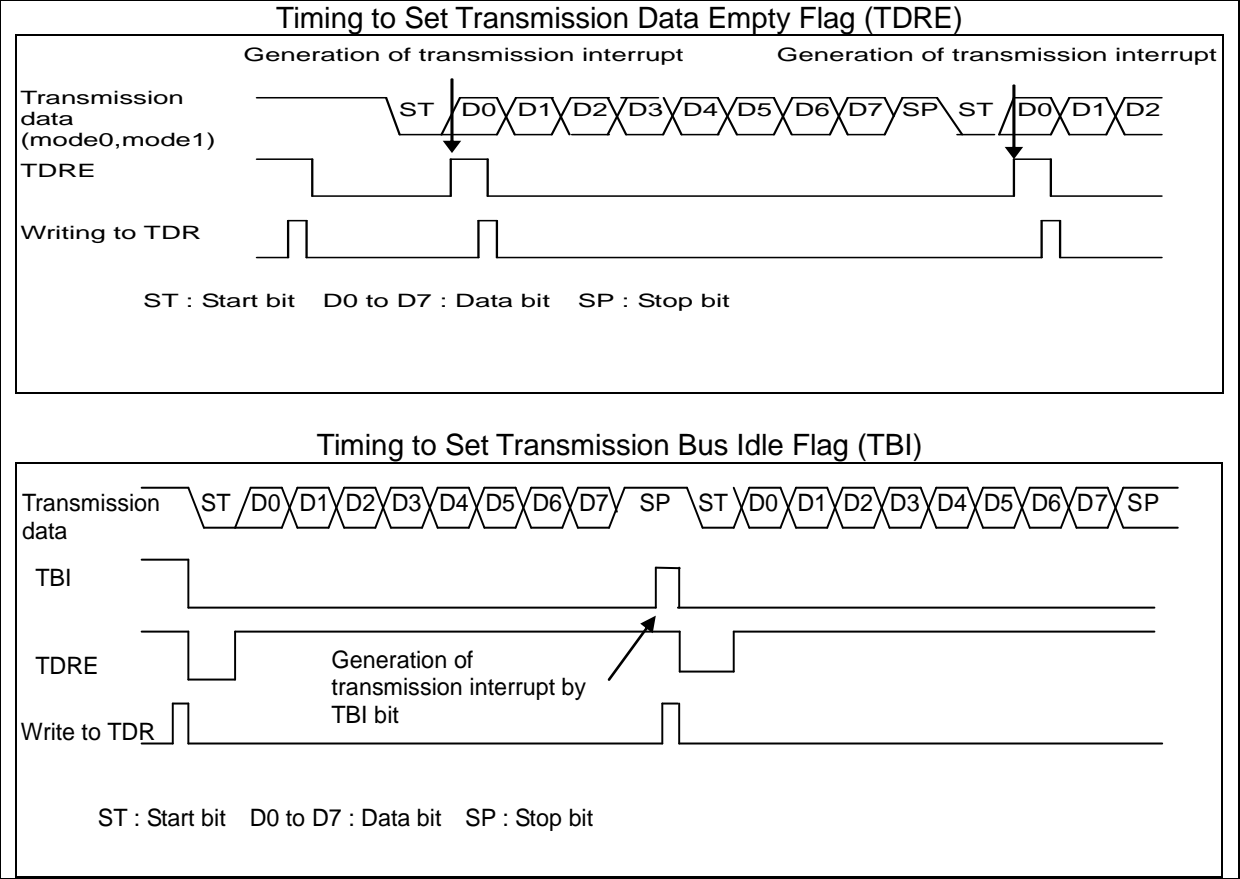 Timing to Set Transmission Data Empty Flag (TDRE)
Generation of transmission interrupt Generation of transmission interrupt
Transmission
data
(mode0,mode1)
ST D0 D1 D2 D3 D4 D5 D6 D7 SP ST D0 D1 D2
TDRE
Writing to TDR
ST : Start bit D0 to D7 : Data bit SP : Stop bit
Timing to Set Transmission Bus Idle Flag (TBI)
Transmission
data
ST D0 D1 D2 D3 D4 D5 D6 D7 SP ST D0 D1 D2 D3 D4 D5 D6 D7 SP
TBI
TDRE
Generation of
transmission interrupt by
TBI bit
Write to TDR
ST : Start bit D0 to D7 : Data bit SP : Stop bit